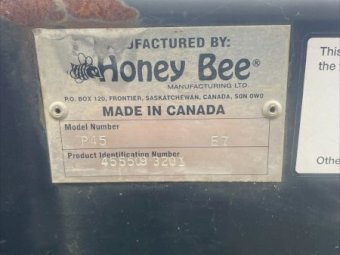 MANUFACTURED BY:
Honey Bee®
MANUFACTURING LTD.
P.O. BOX 120, FRONTIER, SASKATCHEWAN, CANADA, S0N 0W0
MADE IN CANADA
Model Number
Product Identification Number
This
the
Othe